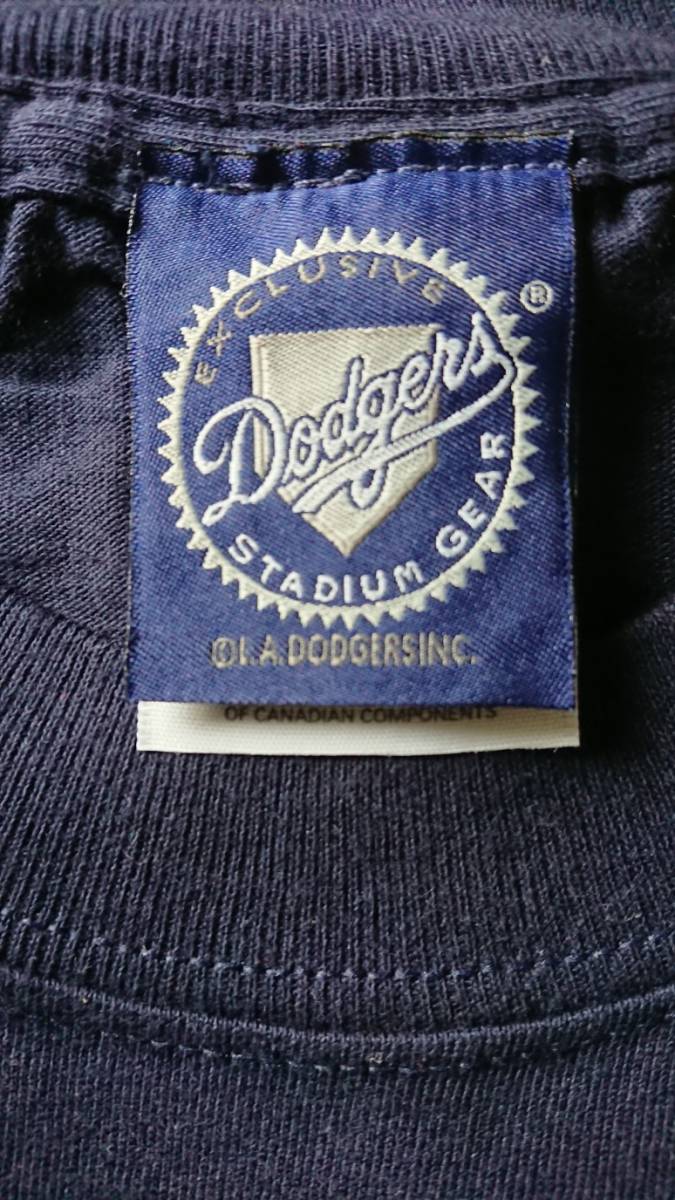 EXCLUSIVE
®
Dodgers
STADIUM GEAR
©L.A.DODGERSINC.
OF CANADIAN COMPONENTS